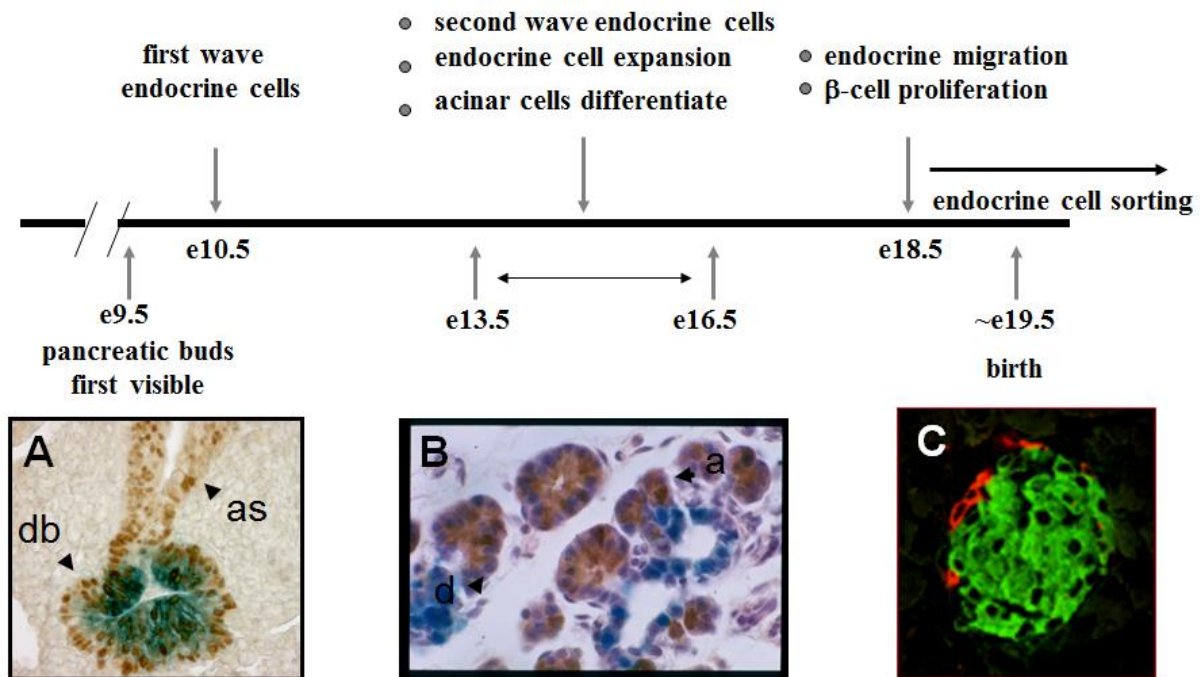 first wave
endocrine cells
second wave endocrine cells
endocrine cell expansion
acinar cells differentiate
endocrine migration
β-cell proliferation
endocrine cell sorting
e10.5
e18.5
e9.5
e13.5
e16.5
~e19.5
pancreatic buds
first visible
birth
A
as
db
B
a
d
C